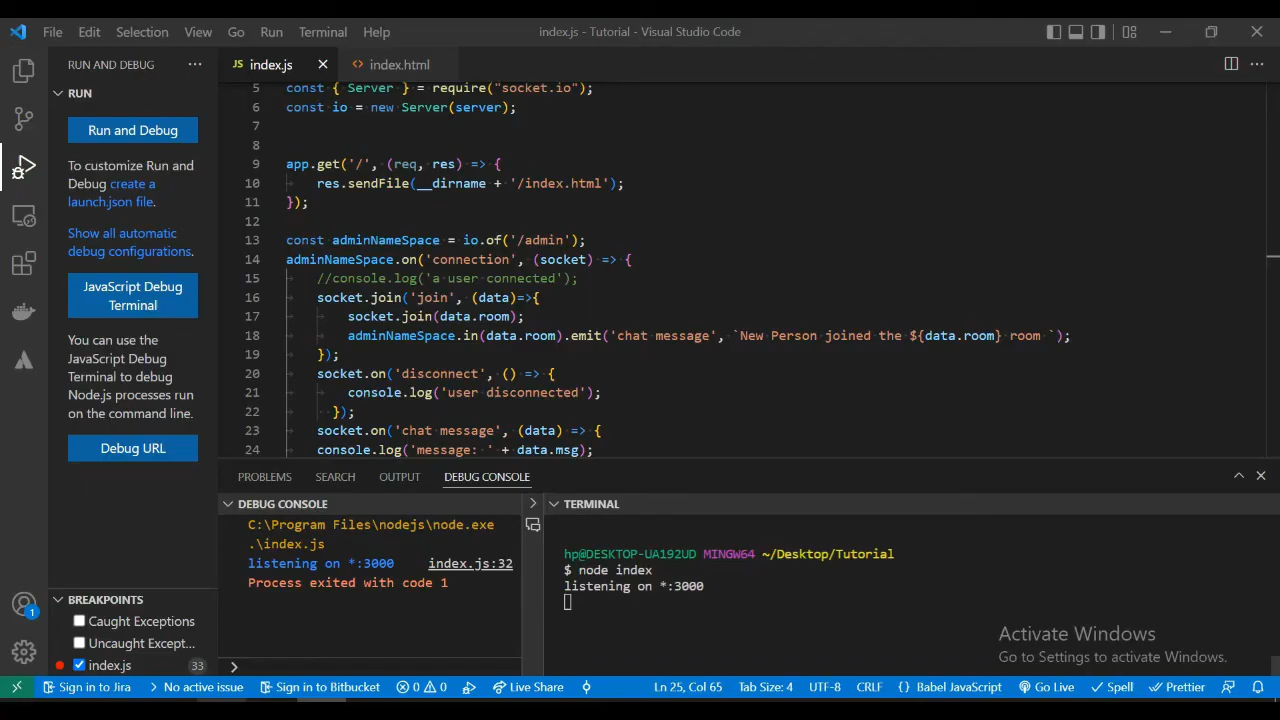 File Edit Selection View Go Run Terminal Help index.js - Tutorial - Visual Studio Code
RUN AND DEBUG ···
RUN
Run and Debug
To customize Run and
Debug create a
launch.json file.
Show all automatic
debug configurations.
JavaScript Debug
Terminal
You can use the
JavaScript Debug
Terminal to debug
Node.js processes run
on the command line.
Debug URL
BREAKPOINTS
Caught Exceptions
Uncaught Except...
index.js 33
JS index.js
<> index.html
5 const { Server } = require("socket.io");
6 const io = new Server(server);
7
8
9 app.get('/', (req, res) => {
10 res.sendFile(__dirname + '/index.html');
11 });
12
13 const adminNameSpace = io.of('/admin');
14 adminNameSpace.on('connection', (socket) => {
15 //console.log('a user connected');
16 socket.join('join', (data)=>{
17 socket.join(data.room);
18 adminNameSpace.in(data.room).emit('chat message', `New Person joined the ${data.room} room `);
19 });
20 socket.on('disconnect', () => {
21 console.log('user disconnected');
22 });
23 socket.on('chat message', (data) => {
24 console.log('message: ' + data.msg);
PROBLEMS SEARCH OUTPUT DEBUG CONSOLE
DEBUG CONSOLE
C:\Program Files\nodejs\node.exe
.\index.js
listening on *:3000 index.js:32
Process exited with code 1
TERMINAL
hp@DESKTOP-UA192UD MINGW64 ~/Desktop/Tutorial
$ node index
listening on *:3000
Activate Windows
Go to Settings to activate Windows.
1
Sign in to Jira No active issue Sign in to Bitbucket 0 0 Live Share Ln 25, Col 65 Tab Size: 4 UTF-8 CRLF {} Babel JavaScript Go Live Spell Prettier